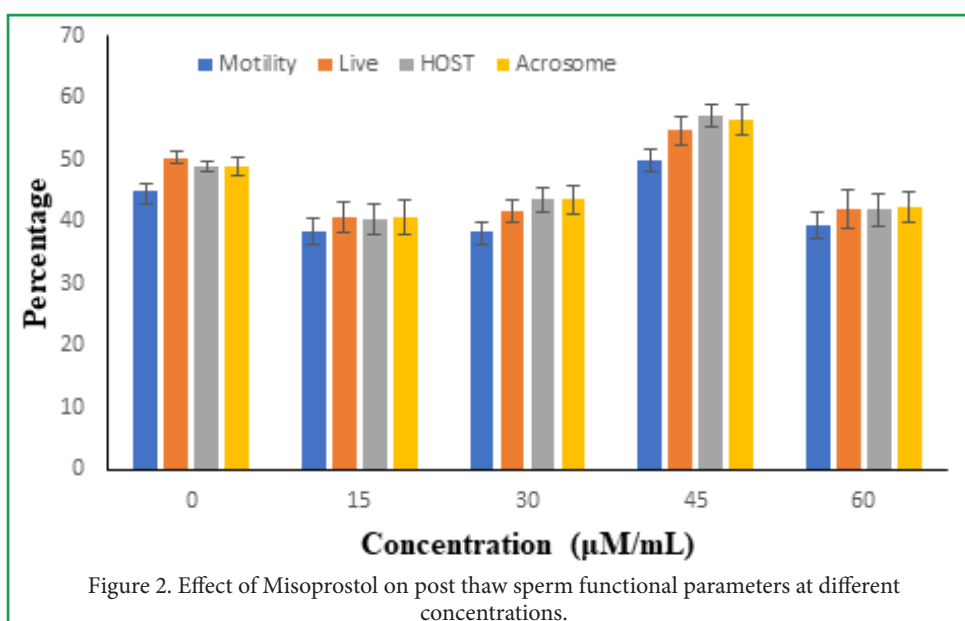 70
Motility Live HOST Acrosome
60
50
40
30
20
10
0
Percentage
0 15 30 45 60
Concentration (μM/mL)
Figure 2. Effect of Misoprostol on post thaw sperm functional parameters at different
concentrations.